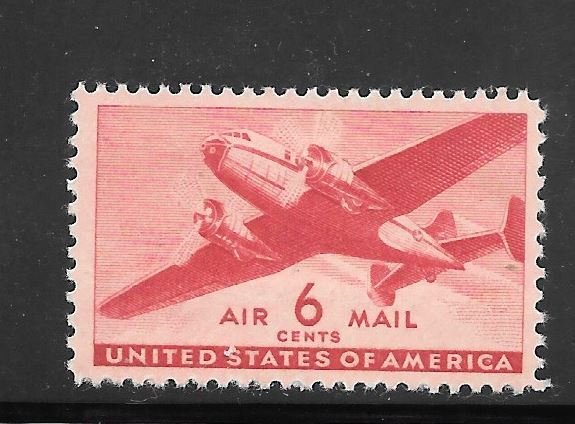 AIR 6 MAIL
CENTS
UNITED STATES OF AMERICA